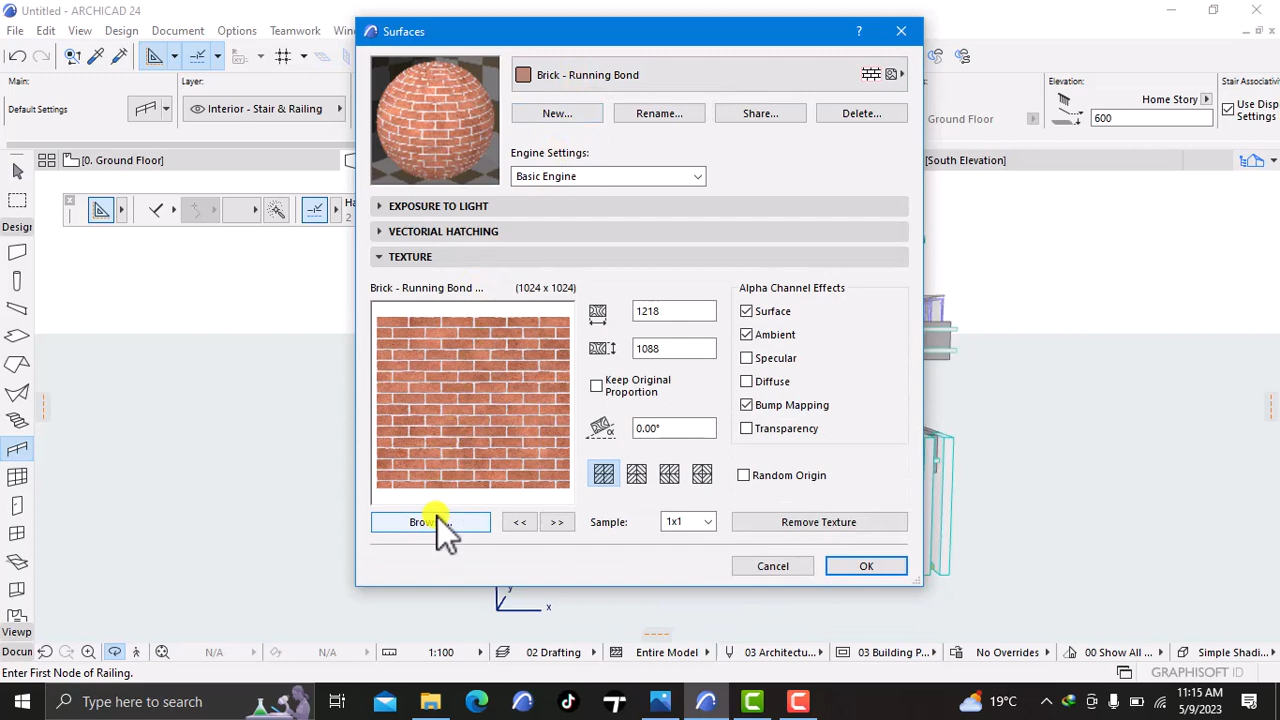 Untitled - ARCHICAD 24
File Edit View Design Document Options Teamwork
Main:
Default Settings
Layer:
Interior - Stair & Railing
Elevation:
Home Story
600
Ground Floor
Stair Associativi
Use Disp
Settings
[0. Ground Floor]
[South Elevation]
Design
Ha
2
Surfaces
?
Brick - Running Bond
New...
Rename...
Share...
Delete...
Engine Settings:
Basic Engine
EXPOSURE TO LIGHT
VECTORIAL HATCHING
TEXTURE
Brick - Running Bond ... (1024 x 1024)
1218
1088
Keep Original
Proportion
0.00°
Alpha Channel Effects
Surface
Ambient
Specular
Diffuse
Bump Mapping
Transparency
Random Origin
<< >>
Sample:
1x1
Remove Texture
Cancel
OK
y
x
Viewp
Docun
N/A
N/A
1:100
02 Drafting
Entire Model
03 Architectu...
03 Building P...
No Overrides
00 Show All ...
Simple Shadi...
Enter First Node of Railing.
GRAPHISOFT ID
Type here to search
19°C
11:15 AM
5/9/2023